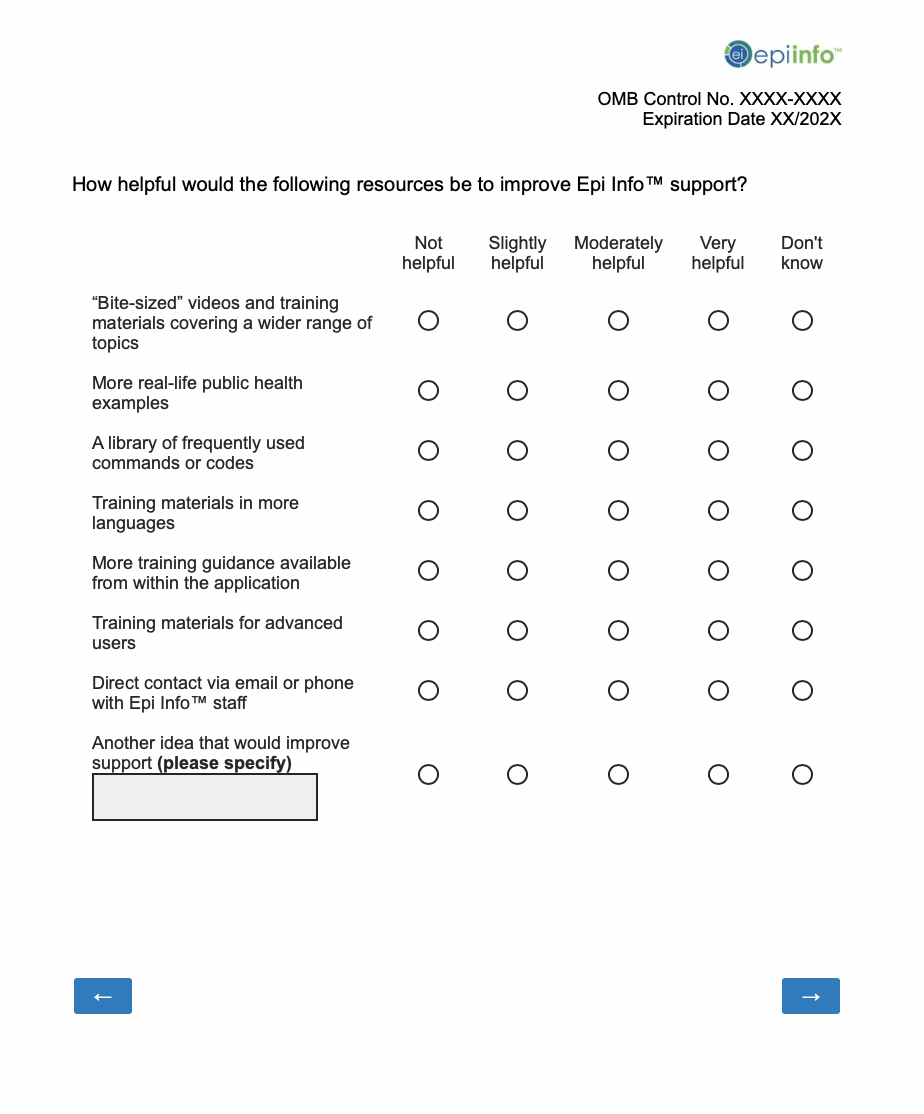 ei epiinfo™
OMB Control No. XXXX-XXXX
Expiration Date XX/202X
How helpful would the following resources be to improve Epi Info™ support?
Not helpful
Slightly helpful
Moderately helpful
Very helpful
Don't know
“Bite-sized” videos and training
materials covering a wider range of
topics
More real-life public health
examples
A library of frequently used
commands or codes
Training materials in more
languages
More training guidance available
from within the application
Training materials for advanced
users
Direct contact via email or phone
with Epi Info™ staff
Another idea that would improve
support (please specify)
← →